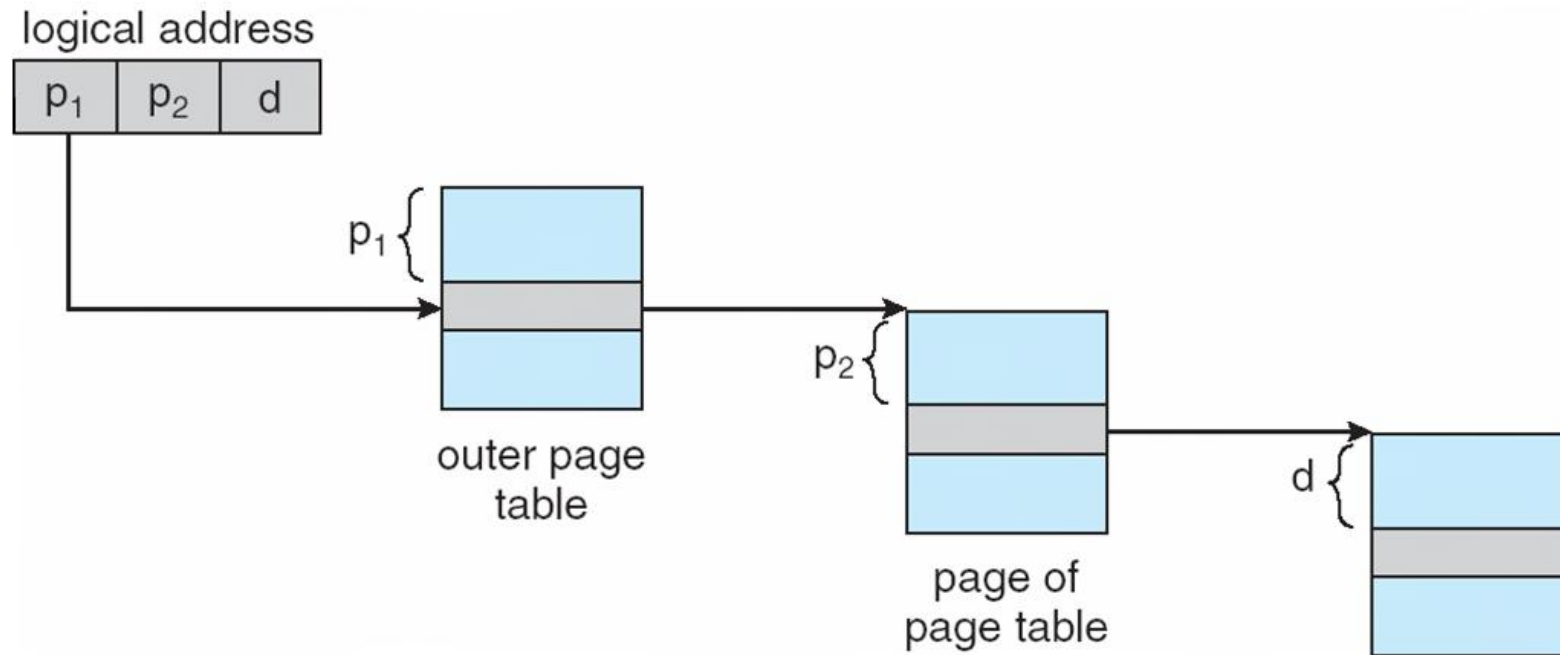 logical address
p₁ p₂ d
p₁
p₂
outer page
table
d
page of
page table